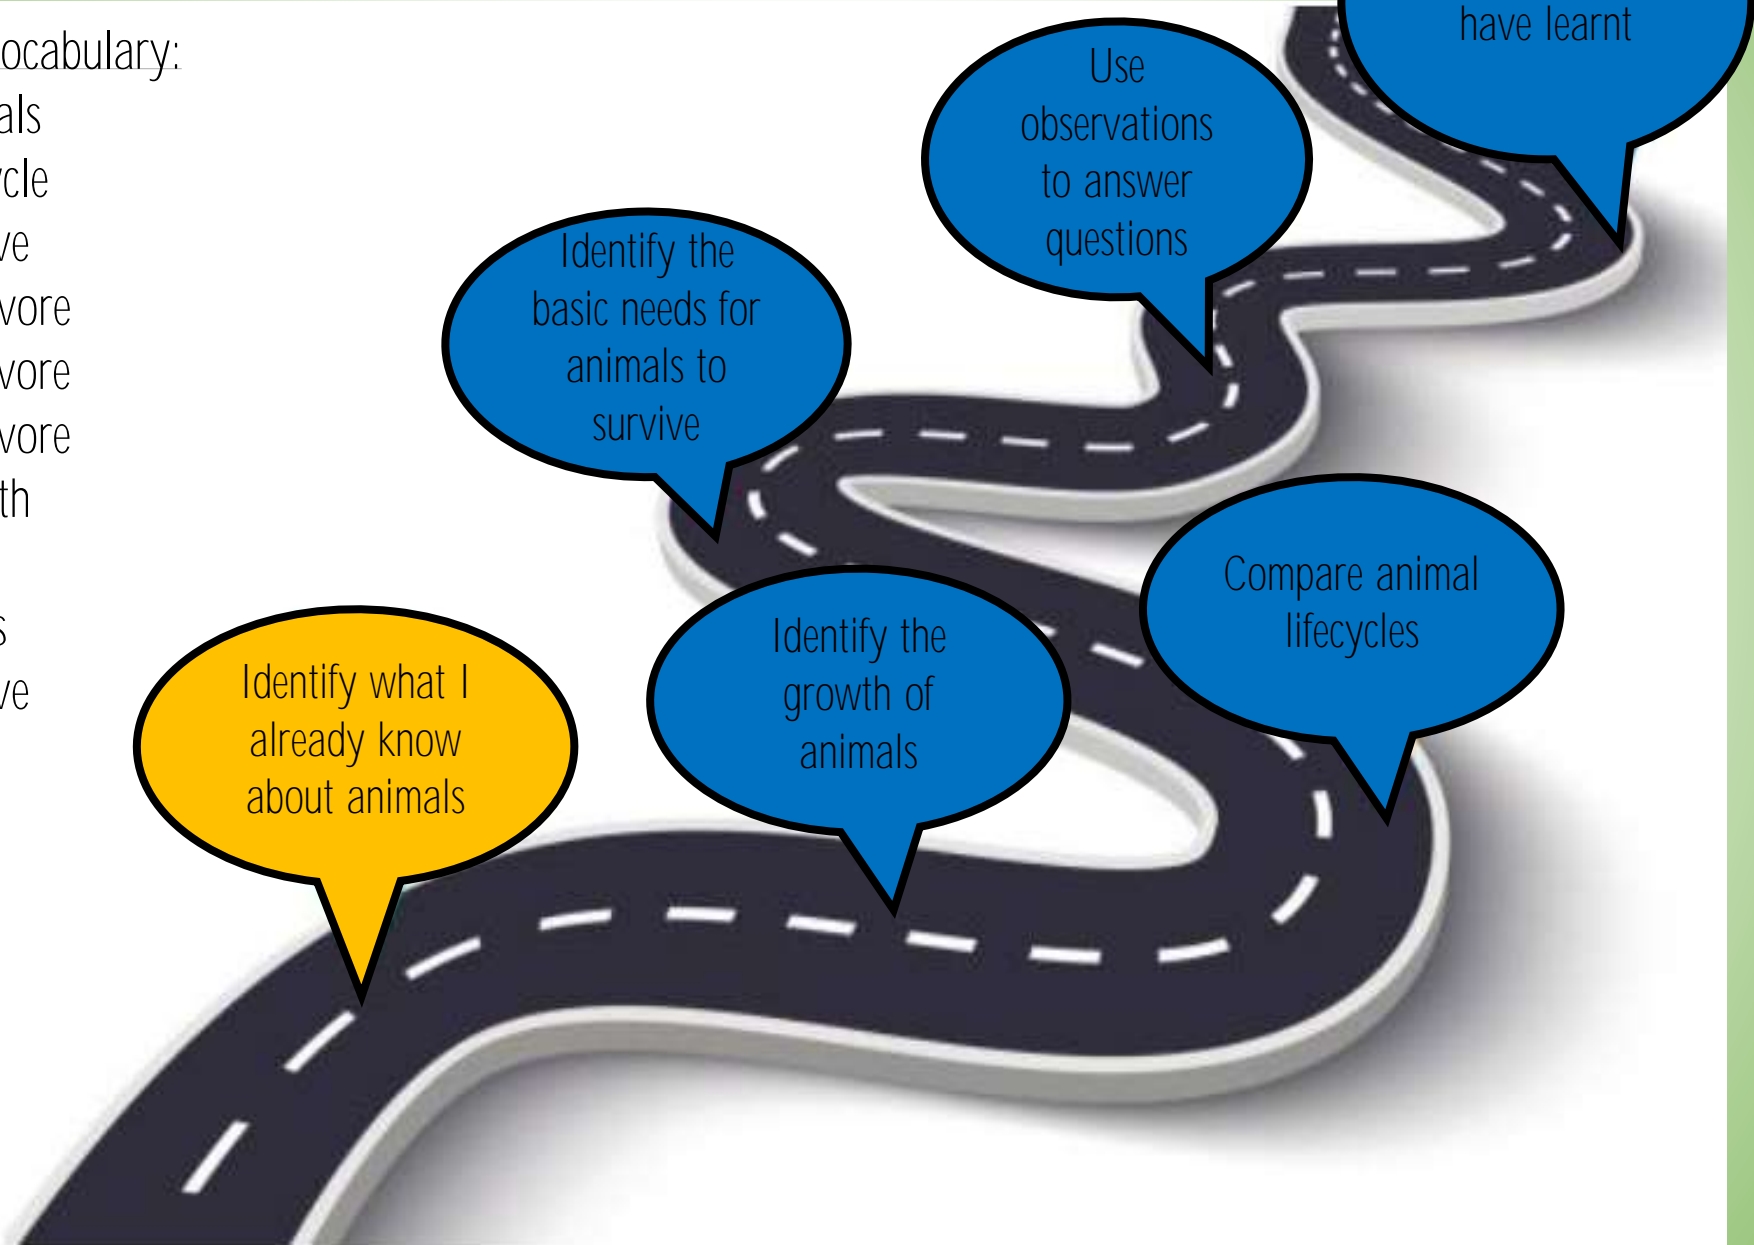 ocabulary:
als
cle
ve
vore
vore
vore
th
s
ve
have learnt
Use
observations
to answer
questions
Identify the
basic needs for
animals to
survive
Compare animal
lifecycles
Identify the
growth of
animals
Identify what I
already know
about animals